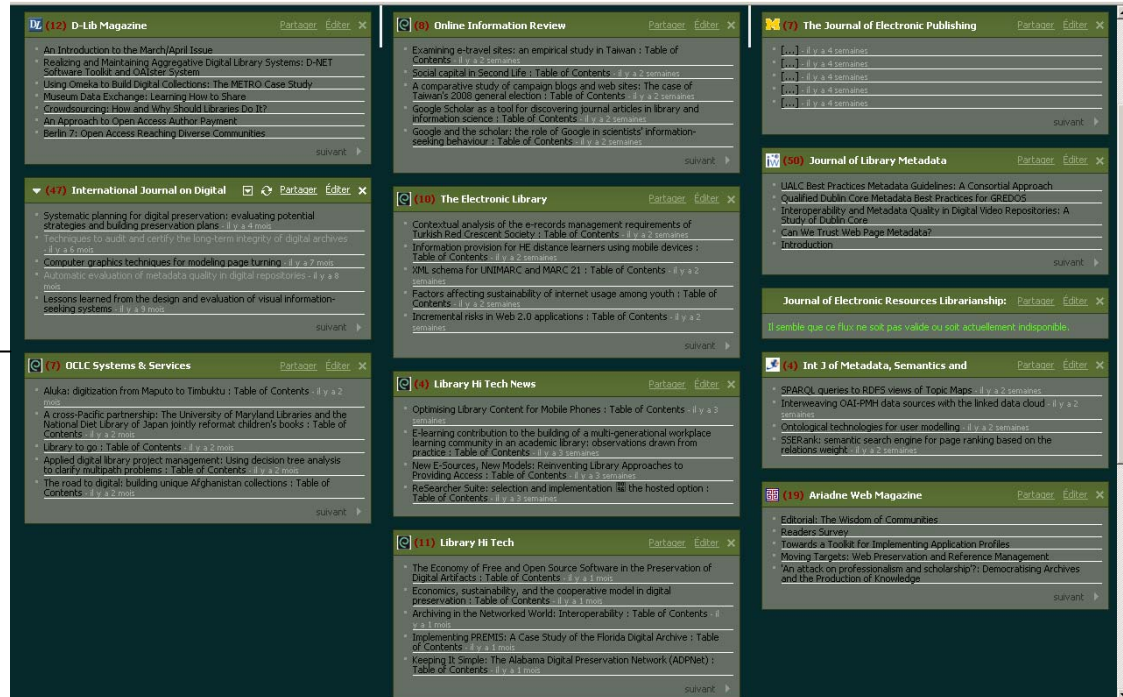 (12) D-Lib Magazine Partager Éditer
An Introduction to the March/April Issue
Realizing and Maintaining Aggregative Digital Library Systems: D-NET
Software Toolkit and OAIster System
Using Omeka to Build Digital Collections: The METRO Case Study
Museum Data Exchange: Learning How to Share
Crowdsourcing: How and Why Should Libraries Do It?
An Approach to Open Access Author Payment
Berlin 7: Open Access Reaching Diverse Communities
suivant
(47) International Journal on Digital Partager Éditer
Systematic planning for digital preservation: evaluating potential
strategies and building preservation plans - il y a 4 mois
Techniques to audit and certify the long-term integrity of digital archives
- il y a 6 mois
Computer graphics techniques for modeling page turning - il y a 7 mois
Automatic evaluation of metadata quality in digital repositories - il y a 8
mois
Lessons learned from the design and evaluation of visual information-
seeking systems - il y a 9 mois
suivant
(7) OCLC Systems & Services Partager Éditer
Aluka: digitization from Maputo to Timbuktu : Table of Contents - il y a 2
mois
A cross-Pacific partnership: The University of Maryland Libraries and the
National Diet Library of Japan jointly reformat children's books : Table of
Contents - il y a 2 mois
Library to go : Table of Contents - il y a 2 mois
Applied digital library project management: Using decision tree analysis
to clarify multipath problems : Table of Contents - il y a 2 mois
The road to digital: building unique Afghanistan collections : Table of
Contents - il y a 2 mois
suivant
(8) Online Information Review Partager Éditer
Examining e-travel sites: an empirical study in Taiwan : Table of
Contents - il y a 2 semaines
Social capital in Second Life : Table of Contents - il y a 2 semaines
A comparative study of campaign blogs and web sites: The case of
Taiwan's 2008 general election : Table of Contents - il y a 2 semaines
Google Scholar as a tool for discovering journal articles in library and
information science : Table of Contents - il y a 2 semaines
Google and the scholar: the role of Google in scientists' information-
seeking behaviour : Table of Contents - il y a 2 semaines
suivant
(10) The Electronic Library Partager Éditer
Contextual analysis of the e-records management requirements of
Turkish Red Crescent Society : Table of Contents - il y a 2 semaines
Information provision for HE distance learners using mobile devices :
Table of Contents - il y a 2 semaines
XML schema for UNIMARC and MARC 21 : Table of Contents - il y a 2
semaines
Factors affecting sustainability of internet usage among youth : Table of
Contents - il y a 2 semaines
Incremental risks in Web 2.0 applications : Table of Contents - il y a 2
semaines
suivant
(4) Library Hi Tech News Partager Éditer
Optimising Library Content for Mobile Phones : Table of Contents - il y a 3
semaines
E-learning contribution to the building of a multi-generational workplace
learning community in an academic library: observations drawn from
practice : Table of Contents - il y a 3 semaines
New E-Sources, New Models: Reinventing Library Approaches to
Providing Access : Table of Contents - il y a 3 semaines
ReSearcher Suite: selection and implementation the hosted option :
Table of Contents - il y a 3 semaines
(11) Library Hi Tech Partager Éditer
The Economy of Free and Open Source Software in the Preservation of
Digital Artifacts : Table of Contents - il y a 1 mois
Economics, sustainability, and the cooperative model in digital
preservation : Table of Contents - il y a 1 mois
Archiving in the Networked World: Interoperability : Table of Contents - il
y a 1 mois
Implementing PREMIS: A Case Study of the Florida Digital Archive : Table
of Contents - il y a 1 mois
Keeping It Simple: The Alabama Digital Preservation Network (ADPNet) :
Table of Contents - il y a 1 mois
suivant
(7) The Journal of Electronic Publishing Partager Éditer
[...] - il y a 4 semaines
[...] - il y a 4 semaines
[...] - il y a 4 semaines
[...] - il y a 4 semaines
[...] - il y a 4 semaines
suivant
(50) Journal of Library Metadata Partager Éditer
UALC Best Practices Metadata Guidelines: A Consortial Approach
Qualified Dublin Core Metadata Best Practices for GREDOS
Interoperability and Metadata Quality in Digital Video Repositories: A
Study of Dublin Core
Can We Trust Web Page Metadata?
Introduction
suivant
Journal of Electronic Resources Librarianship: Partager Éditer
Il semble que ce flux ne soit pas valide ou soit actuellement indisponible.
(4) Int J of Metadata, Semantics and Partager Éditer
SPARQL queries to RDFS views of Topic Maps - il y a 2 semaines
Interweaving OAI-PMH data sources with the linked data cloud - il y a 2
semaines
Ontological technologies for user modelling - il y a 2 semaines
SSERank: semantic search engine for page ranking based on the
relations weight - il y a 2 semaines
(19) Ariadne Web Magazine Partager Éditer
Editorial: The Wisdom of Communities
Readers Survey
Towards a Toolkit for Implementing Application Profiles
Moving Targets: Web Preservation and Reference Management
'An attack on professionalism and scholarship'?: Democratising Archives
and the Production of Knowledge
suivant